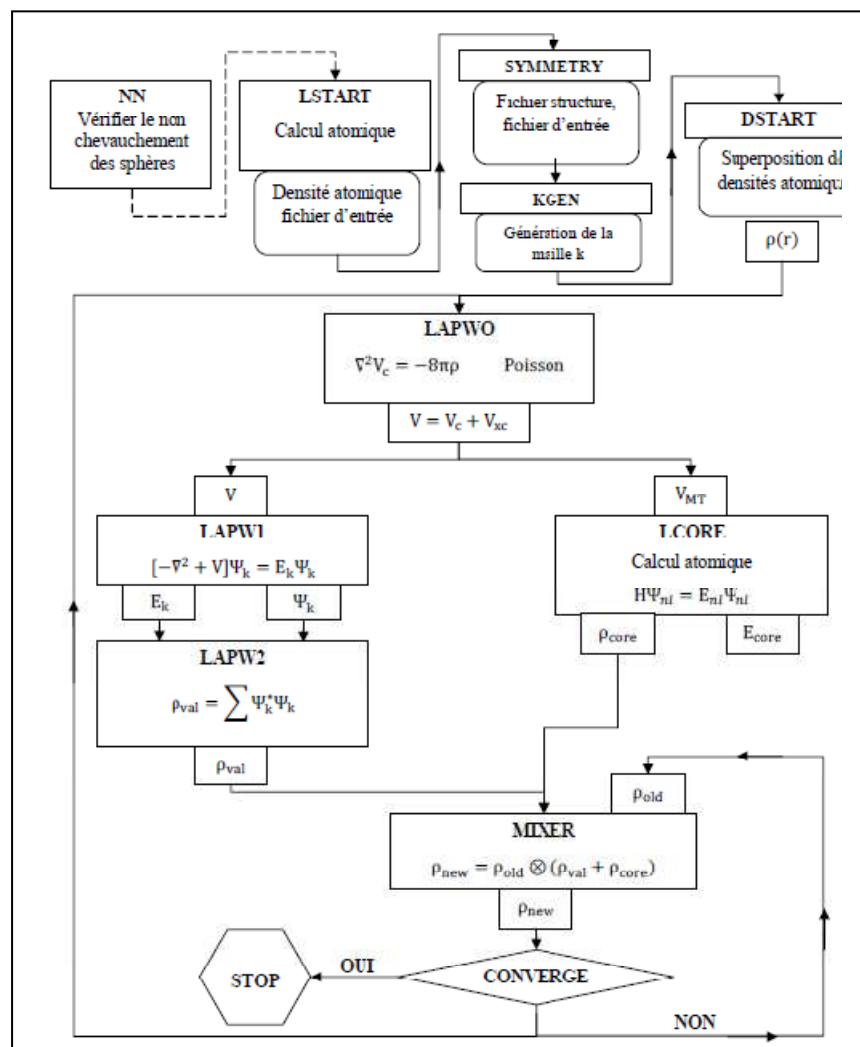 NN
Vérifier le non
chevauchement
des sphères
LSTART
Calcul atomique
Densité atomique
fichier d'entrée
SYMMETRY
Fichier structure,
fichier d'entrée
KGEN
Génération de la
maille k
DSTART
Superposition
densités
ρ(r)
LAPWO
∇²V_c = −8πρ Poisson
V = V_c + V_xc
V
V_MT
LAPW1
[−∇² + V]Ψ_k = E_kΨ_k
E_k Ψ_k
LCORE
Calcul atomique
HΨ_nl = E_nlΨ_nl
ρ_core E_core
LAPW2
ρ_val = ∑ Ψ_k*Ψ_k
ρ_val
ρ_old
MIXER
ρ_new = ρ_old ⊗ (ρ_val + ρ_core)
ρ_new
STOP
OUI
CONVERGE
NON